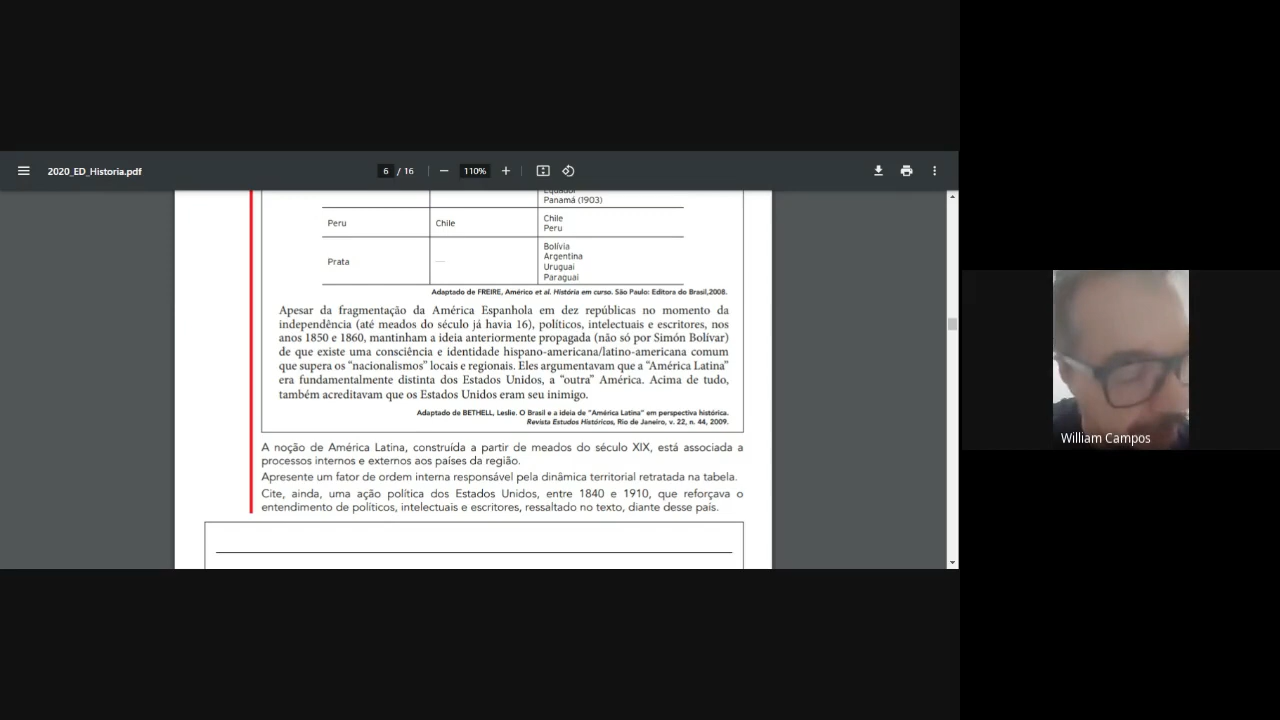 2020_ED_Historia.pdf
6 / 16
110%
Equador
Panamá (1903)
Peru
Chile
Chile
Peru
Prata
—
Bolívia
Argentina
Uruguai
Paraguai
Adaptado de FREIRE, Américo et al. História em curso. São Paulo: Editora do Brasil,2008.
Apesar da fragmentação da América Espanhola em dez repúblicas no momento da
independência (até meados do século já havia 16), políticos, intelectuais e escritores, nos
anos 1850 e 1860, mantinham a ideia anteriormente propagada (não só por Simón Bolívar)
de que existe uma consciência e identidade hispano-americana/latino-americana comum
que supera os “nacionalismos” locais e regionais. Eles argumentavam que a “América Latina”
era fundamentalmente distinta dos Estados Unidos, a “outra” América. Acima de tudo,
também acreditavam que os Estados Unidos eram seu inimigo.
Adaptado de BETHELL, Leslie. O Brasil e a ideia de “América Latina” em perspectiva histórica.
Revista Estudos Históricos, Rio de Janeiro, v. 22, n. 44, 2009.
A noção de América Latina, construída a partir de meados do século XIX, está associada a
processos internos e externos aos países da região.
Apresente um fator de ordem interna responsável pela dinâmica territorial retratada na tabela.
Cite, ainda, uma ação política dos Estados Unidos, entre 1840 e 1910, que reforçava o
entendimento de políticos, intelectuais e escritores, ressaltado no texto, diante desse país.
William Campos